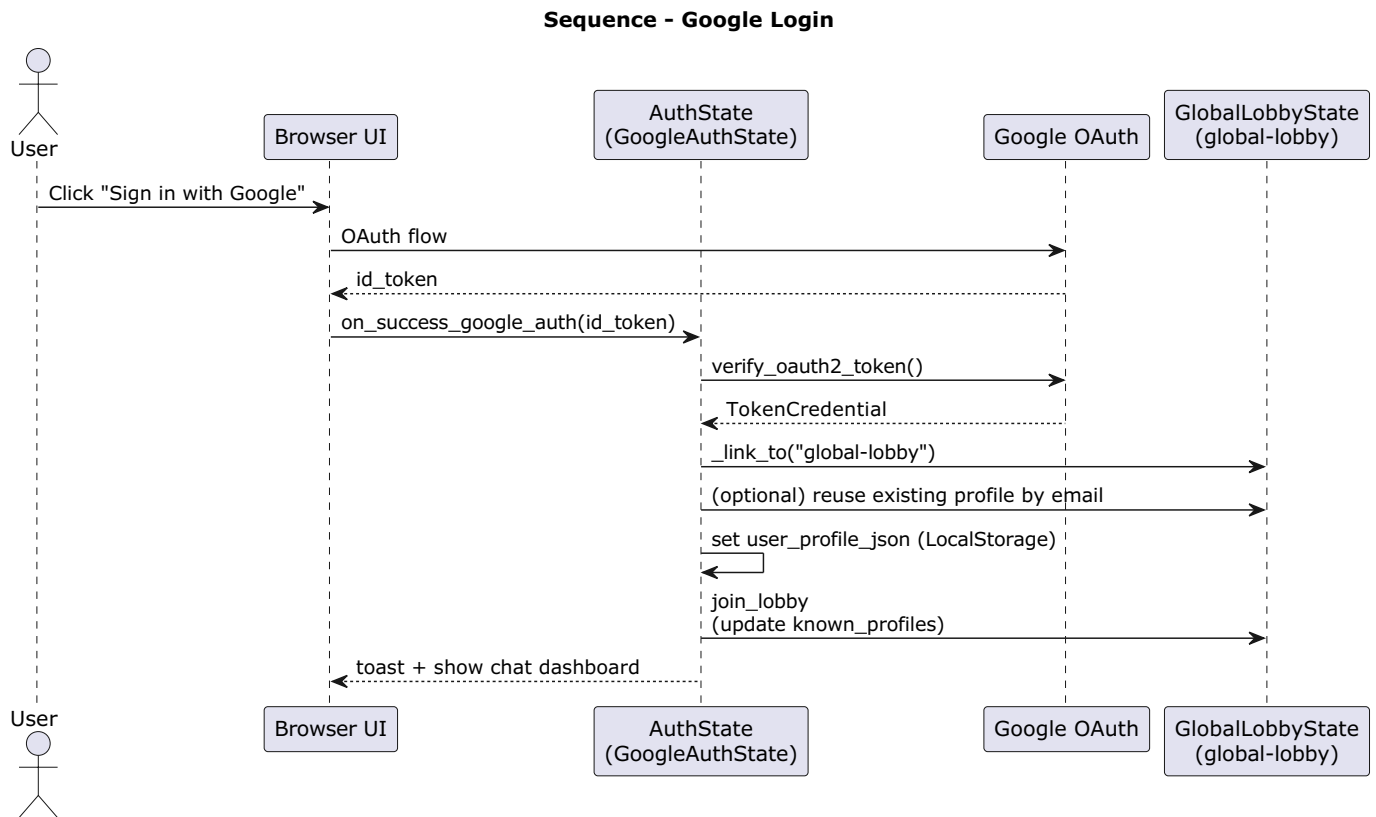 Sequence - Google Login
User
Browser UI
AuthState
(GoogleAuthState)
Google OAuth
GlobalLobbyState
(global-lobby)
Click "Sign in with Google"
OAuth flow
id_token
on_success_google_auth(id_token)
verify_oauth2_token()
TokenCredential
_link_to("global-lobby")
(optional) reuse existing profile by email
set user_profile_json (LocalStorage)
join_lobby
(update known_profiles)
toast + show chat dashboard
User
Browser UI
AuthState
(GoogleAuthState)
Google OAuth
GlobalLobbyState
(global-lobby)